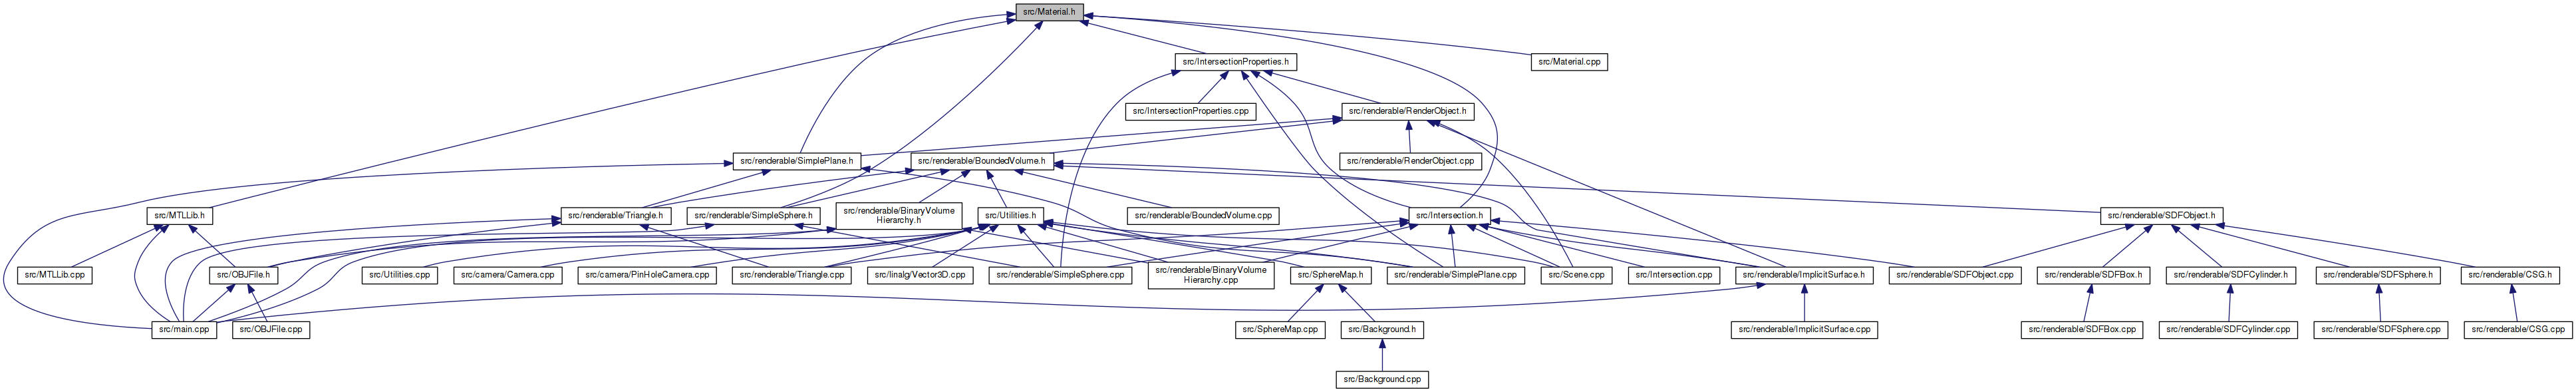 src/Material.h
src/IntersectionProperties.h
src/Material.cpp
src/IntersectionProperties.cpp
src/renderable/RenderObject.h
src/renderable/SimplePlane.h
src/renderable/BoundedVolume.h
src/renderable/RenderObject.cpp
src/MTLLib.h
src/renderable/Triangle.h
src/renderable/SimpleSphere.h
src/renderable/BinaryVolume
Hierarchy.h
src/Utilities.h
src/renderable/BoundedVolume.cpp
src/Intersection.h
src/renderable/SDFObject.h
src/MTLLib.cpp
src/OBJFile.h
src/Utilities.cpp
src/camera/Camera.cpp
src/camera/PinHoleCamera.cpp
src/renderable/Triangle.cpp
src/linalg/Vector3D.cpp
src/renderable/SimpleSphere.cpp
src/renderable/BinaryVolume
Hierarchy.cpp
src/SphereMap.h
src/renderable/SimplePlane.cpp
src/Scene.cpp
src/Intersection.cpp
src/renderable/ImplicitSurface.h
src/renderable/SDFObject.cpp
src/renderable/SDFBox.h
src/renderable/SDFCylinder.h
src/renderable/SDFSphere.h
src/renderable/CSG.h
src/main.cpp
src/OBJFile.cpp
src/SphereMap.cpp
src/Background.h
src/renderable/ImplicitSurface.cpp
src/renderable/SDFBox.cpp
src/renderable/SDFCylinder.cpp
src/renderable/SDFSphere.cpp
src/renderable/CSG.cpp
src/Background.cpp